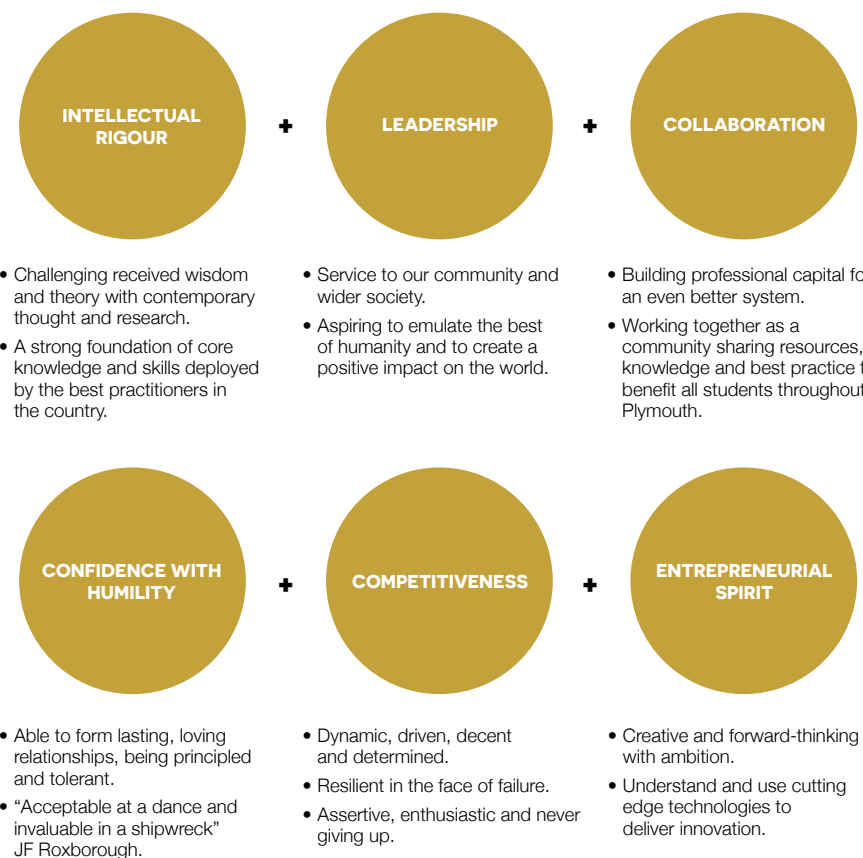 INTELLECTUAL
RIGOUR
+
LEADERSHIP
+
COLLABORATION
• Challenging received wisdom
and theory with contemporary
thought and research.
• A strong foundation of core
knowledge and skills deployed
by the best practitioners in
the country.
• Service to our community and
wider society.
• Aspiring to emulate the best
of humanity and to create a
positive impact on the world.
• Building professional capital
an even better system.
• Working together as a
community sharing resources,
knowledge and best practice
benefit all students throughout
Plymouth.
CONFIDENCE WITH
HUMILITY
+
COMPETITIVENESS
+
ENTREPRENEURIAL
SPIRIT
• Able to form lasting, loving
relationships, being principled
and tolerant.
• “Acceptable at a dance and
invaluable in a shipwreck”
JF Roxborough.
• Dynamic, driven, decent
and determined.
• Resilient in the face of failure.
• Assertive, enthusiastic and never
giving up.
• Creative and forward-thinking
with ambition.
• Understand and use cutting
edge technologies to
deliver innovation.